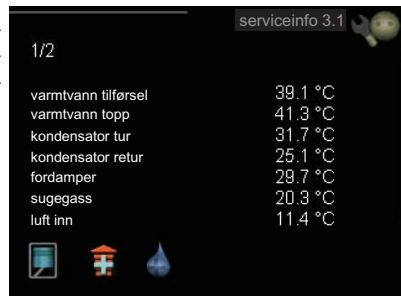 serviceinfo 3.1
1/2
varmtvann tilførsel 39.1 °C
varmtvann topp 41.3 °C
kondensator tur 31.7 °C
kondensator retur 25.1 °C
fordamper 29.7 °C
sugegass 20.3 °C
luft inn 11.4 °C